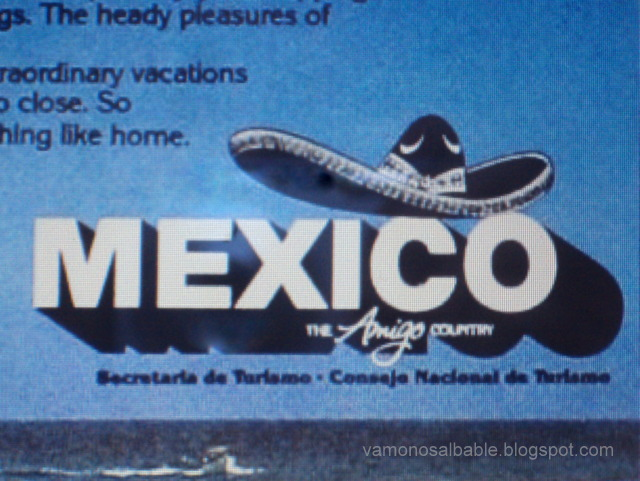 gs. The heady pleasures of
raordinary vacations
o close. So
hing like home.
MEXICO
THE Amigo COUNTRY
Secretaria de Turismo · Consejo Nacional de Turismo
vamonosalbable.blogspot.com